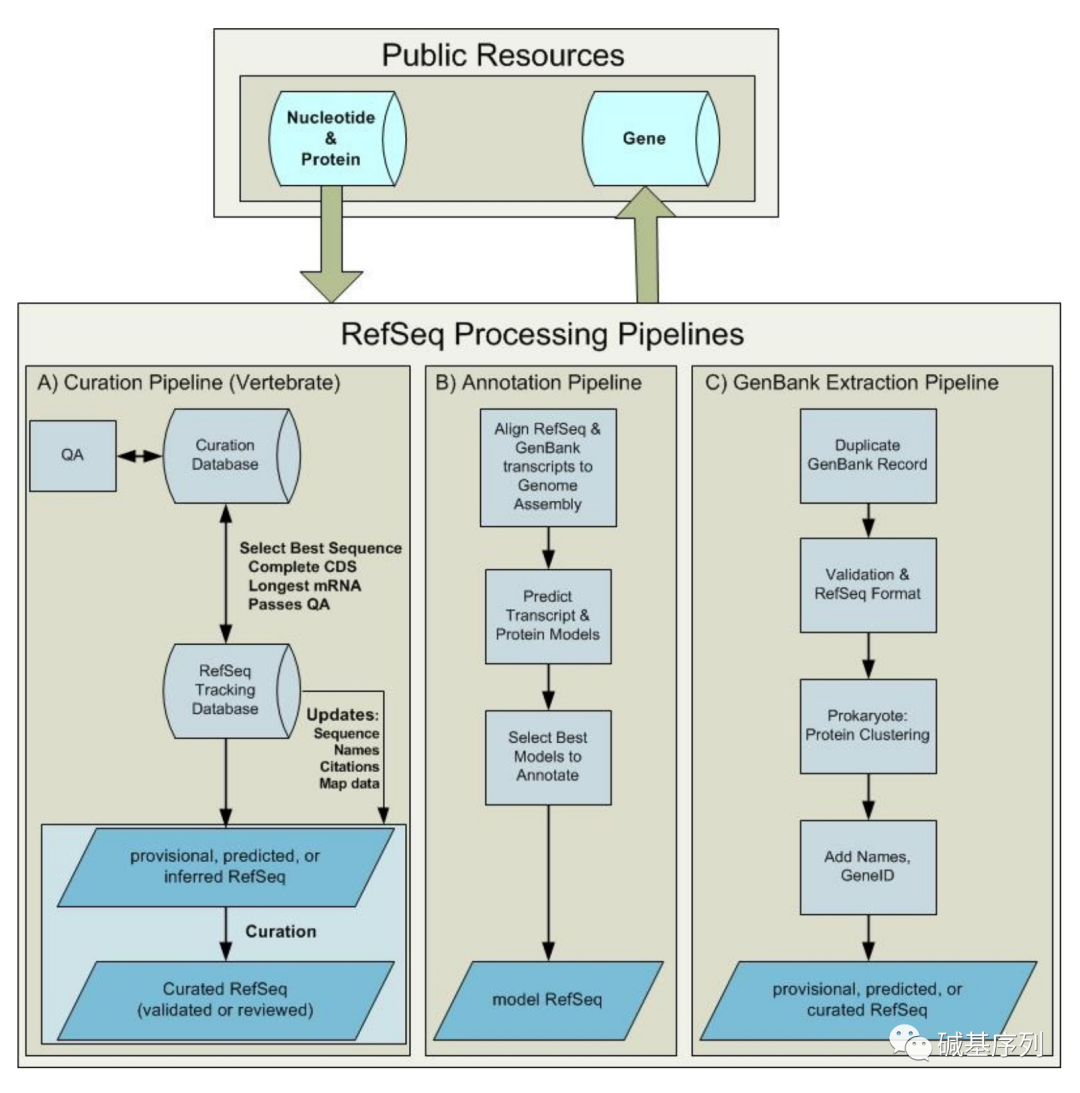 Public Resources
Nucleotide
&
Protein
Gene
RefSeq Processing Pipelines
A) Curation Pipeline (Vertebrate)
QA
Curation
Database
Select Best Sequence
Complete CDS
Longest mRNA
Passes QA
RefSeq
Tracking
Database
Updates:
Sequence
Names
Citations
Map data
provisional, predicted, or
inferred RefSeq
Curation
Curated RefSeq
(validated or reviewed)
B) Annotation Pipeline
Align RefSeq &
GenBank
transcripts to
Genome
Assembly
Predict
Transcript &
Protein Models
Select Best
Models to
Annotate
model RefSeq
C) GenBank Extraction Pipeline
Duplicate
GenBank Record
Validation &
RefSeq Format
Prokaryote:
Protein Clustering
Add Names,
GeneID
provisional, predicted, or
curated RefSeq
碱基序列